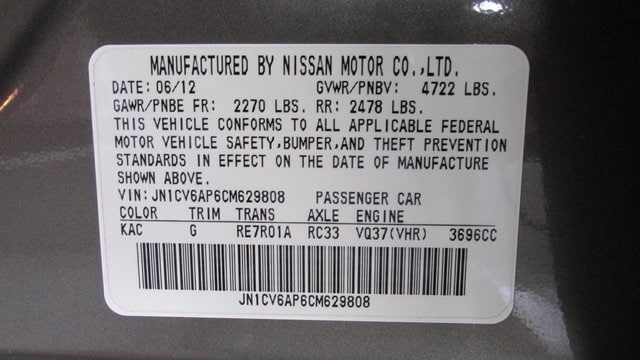 MANUFACTURED BY NISSAN MOTOR CO.,LTD.
DATE: 06/12 GVWR/PNBV: 4722 LBS.
GAWR/PNBE FR: 2270 LBS. RR: 2478 LBS.
THIS VEHICLE CONFORMS TO ALL APPLICABLE FEDERAL
MOTOR VEHICLE SAFETY,BUMPER,AND THEFT PREVENTION
STANDARDS IN EFFECT ON THE DATE OF MANUFACTURE
SHOWN ABOVE.
VIN: JN1CV6AP6CM629808 PASSENGER CAR
COLOR TRIM TRANS AXLE ENGINE
KAC G RE7R01A RC33 VQ37(VHR) 3696CC
JN1CV6AP6CM629808